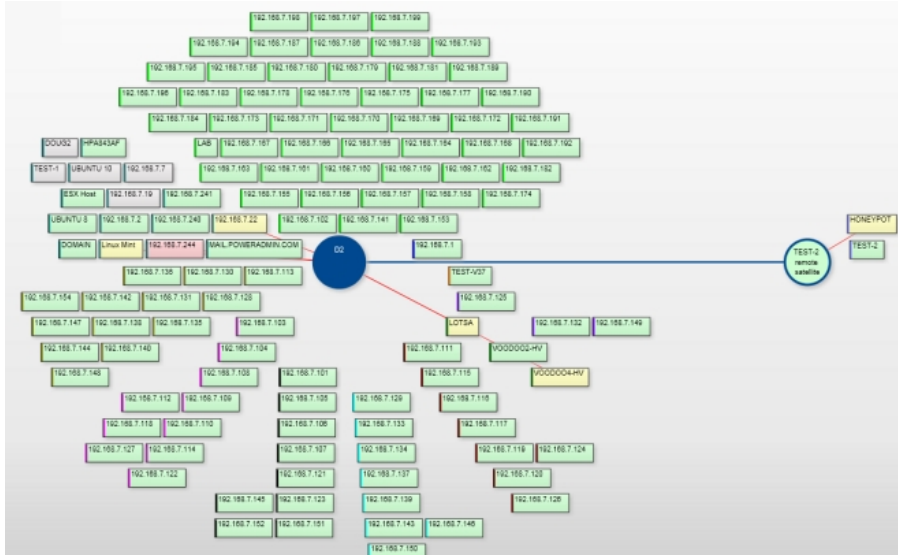 192.168.7.198 192.168.7.197 192.168.7.199
192.168.7.194 192.168.7.187 192.168.7.186 192.168.7.188 192.168.7.193
192.168.7.195 192.168.7.185 192.168.7.180 192.168.7.179 192.168.7.181 192.168.7.189
192.168.7.196 192.168.7.183 192.168.7.178 192.168.7.176 192.168.7.175 192.168.7.177 192.168.7.190
192.168.7.184 192.168.7.173 192.168.7.171 192.168.7.170 192.168.7.169 192.168.7.172 192.168.7.191
DOUG2 HPA843AF LAB 192.168.7.167 192.168.7.166 192.168.7.165 192.168.7.164 192.168.7.168 192.168.7.192
TEST-1 UBUNTU 10 192.168.7.7 192.168.7.163 192.168.7.161 192.168.7.160 192.168.7.159 192.168.7.162 192.168.7.182
ESX Host 192.168.7.19 192.168.7.241 192.168.7.155 192.168.7.156 192.168.7.157 192.168.7.158 192.168.7.174
UBUNTU 8 192.168.7.2 192.168.7.248 192.168.7.22 192.168.7.102 192.168.7.141 192.168.7.153 HONEYPOT
DOMAIN Linux Mint 192.168.7.244 MAIL.POWERADMIN.COM D2 192.168.7.1 TEST-2 remote satellite TEST-2
192.168.7.136 192.168.7.130 192.168.7.113 TEST-V37
192.168.7.154 192.168.7.142 192.168.7.131 192.168.7.128 192.168.7.125
192.168.7.147 192.168.7.138 192.168.7.135 192.168.7.103 LOTSA 192.168.7.132 192.168.7.149
192.168.7.144 192.168.7.140 192.168.7.104 192.168.7.111 VOODOO2-HV
192.168.7.148 192.168.7.108 192.168.7.101 192.168.7.115 VOODOO4-HV
192.168.7.112 192.168.7.109 192.168.7.105 192.168.7.129 192.168.7.116
192.168.7.118 192.168.7.110 192.168.7.106 192.168.7.133 192.168.7.117
192.168.7.127 192.168.7.114 192.168.7.107 192.168.7.134 192.168.7.119 192.168.7.124
192.168.7.122 192.168.7.121 192.168.7.137 192.168.7.120
192.168.7.145 192.168.7.123 192.168.7.139 192.168.7.126
192.168.7.152 192.168.7.151 192.168.7.143 192.168.7.146
192.168.7.150